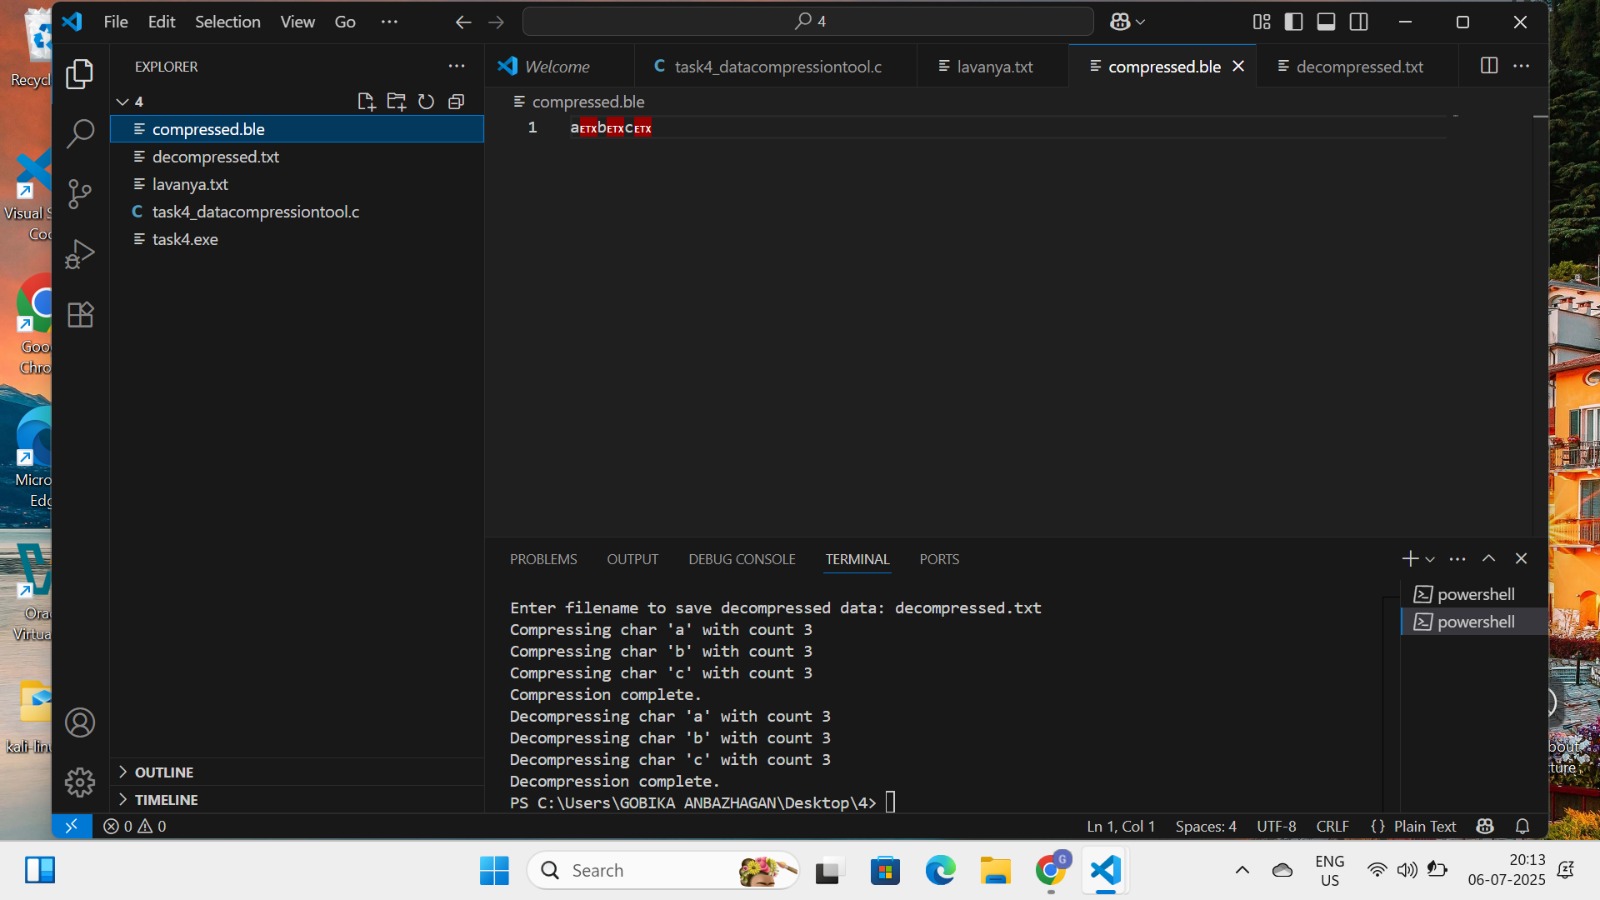 File Edit Selection View Go ··· 4
EXPLORER ···
Welcome
C task4_datacompressiontool.c
lavanya.txt
compressed.ble
decompressed.txt
4
compressed.ble
decompressed.txt
lavanya.txt
C task4_datacompressiontool.c
task4.exe
OUTLINE
TIMELINE
compressed.ble
1 aETXbETXcETX
PROBLEMS OUTPUT DEBUG CONSOLE TERMINAL PORTS
Enter filename to save decompressed data: decompressed.txt
Compressing char 'a' with count 3
Compressing char 'b' with count 3
Compressing char 'c' with count 3
Compression complete.
Decompressing char 'a' with count 3
Decompressing char 'b' with count 3
Decompressing char 'c' with count 3
Decompression complete.
PS C:\Users\GOBIKA ANBAZHAGAN\Desktop\4>
powershell
powershell
0 0
Ln 1, Col 1 Spaces: 4 UTF-8 CRLF {} Plain Text
Recycl
Visual S
Coc
Goo
Chro
Micro
Edg
Ora
Virtua
kali-linu
bout
ture
Search
G
ENG
US
20:13
06-07-2025